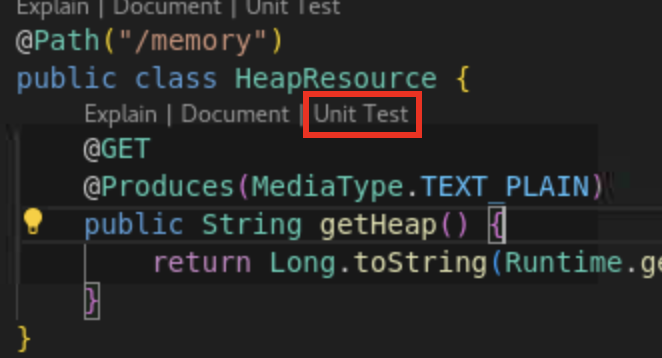 Explain | Document | Unit Test
@Path("/memory")
public class HeapResource {
Explain | Document | Unit Test
@GET
@Produces(MediaType.TEXT_PLAIN)
public String getHeap() {
return Long.toString(Runtime.ge
}
}